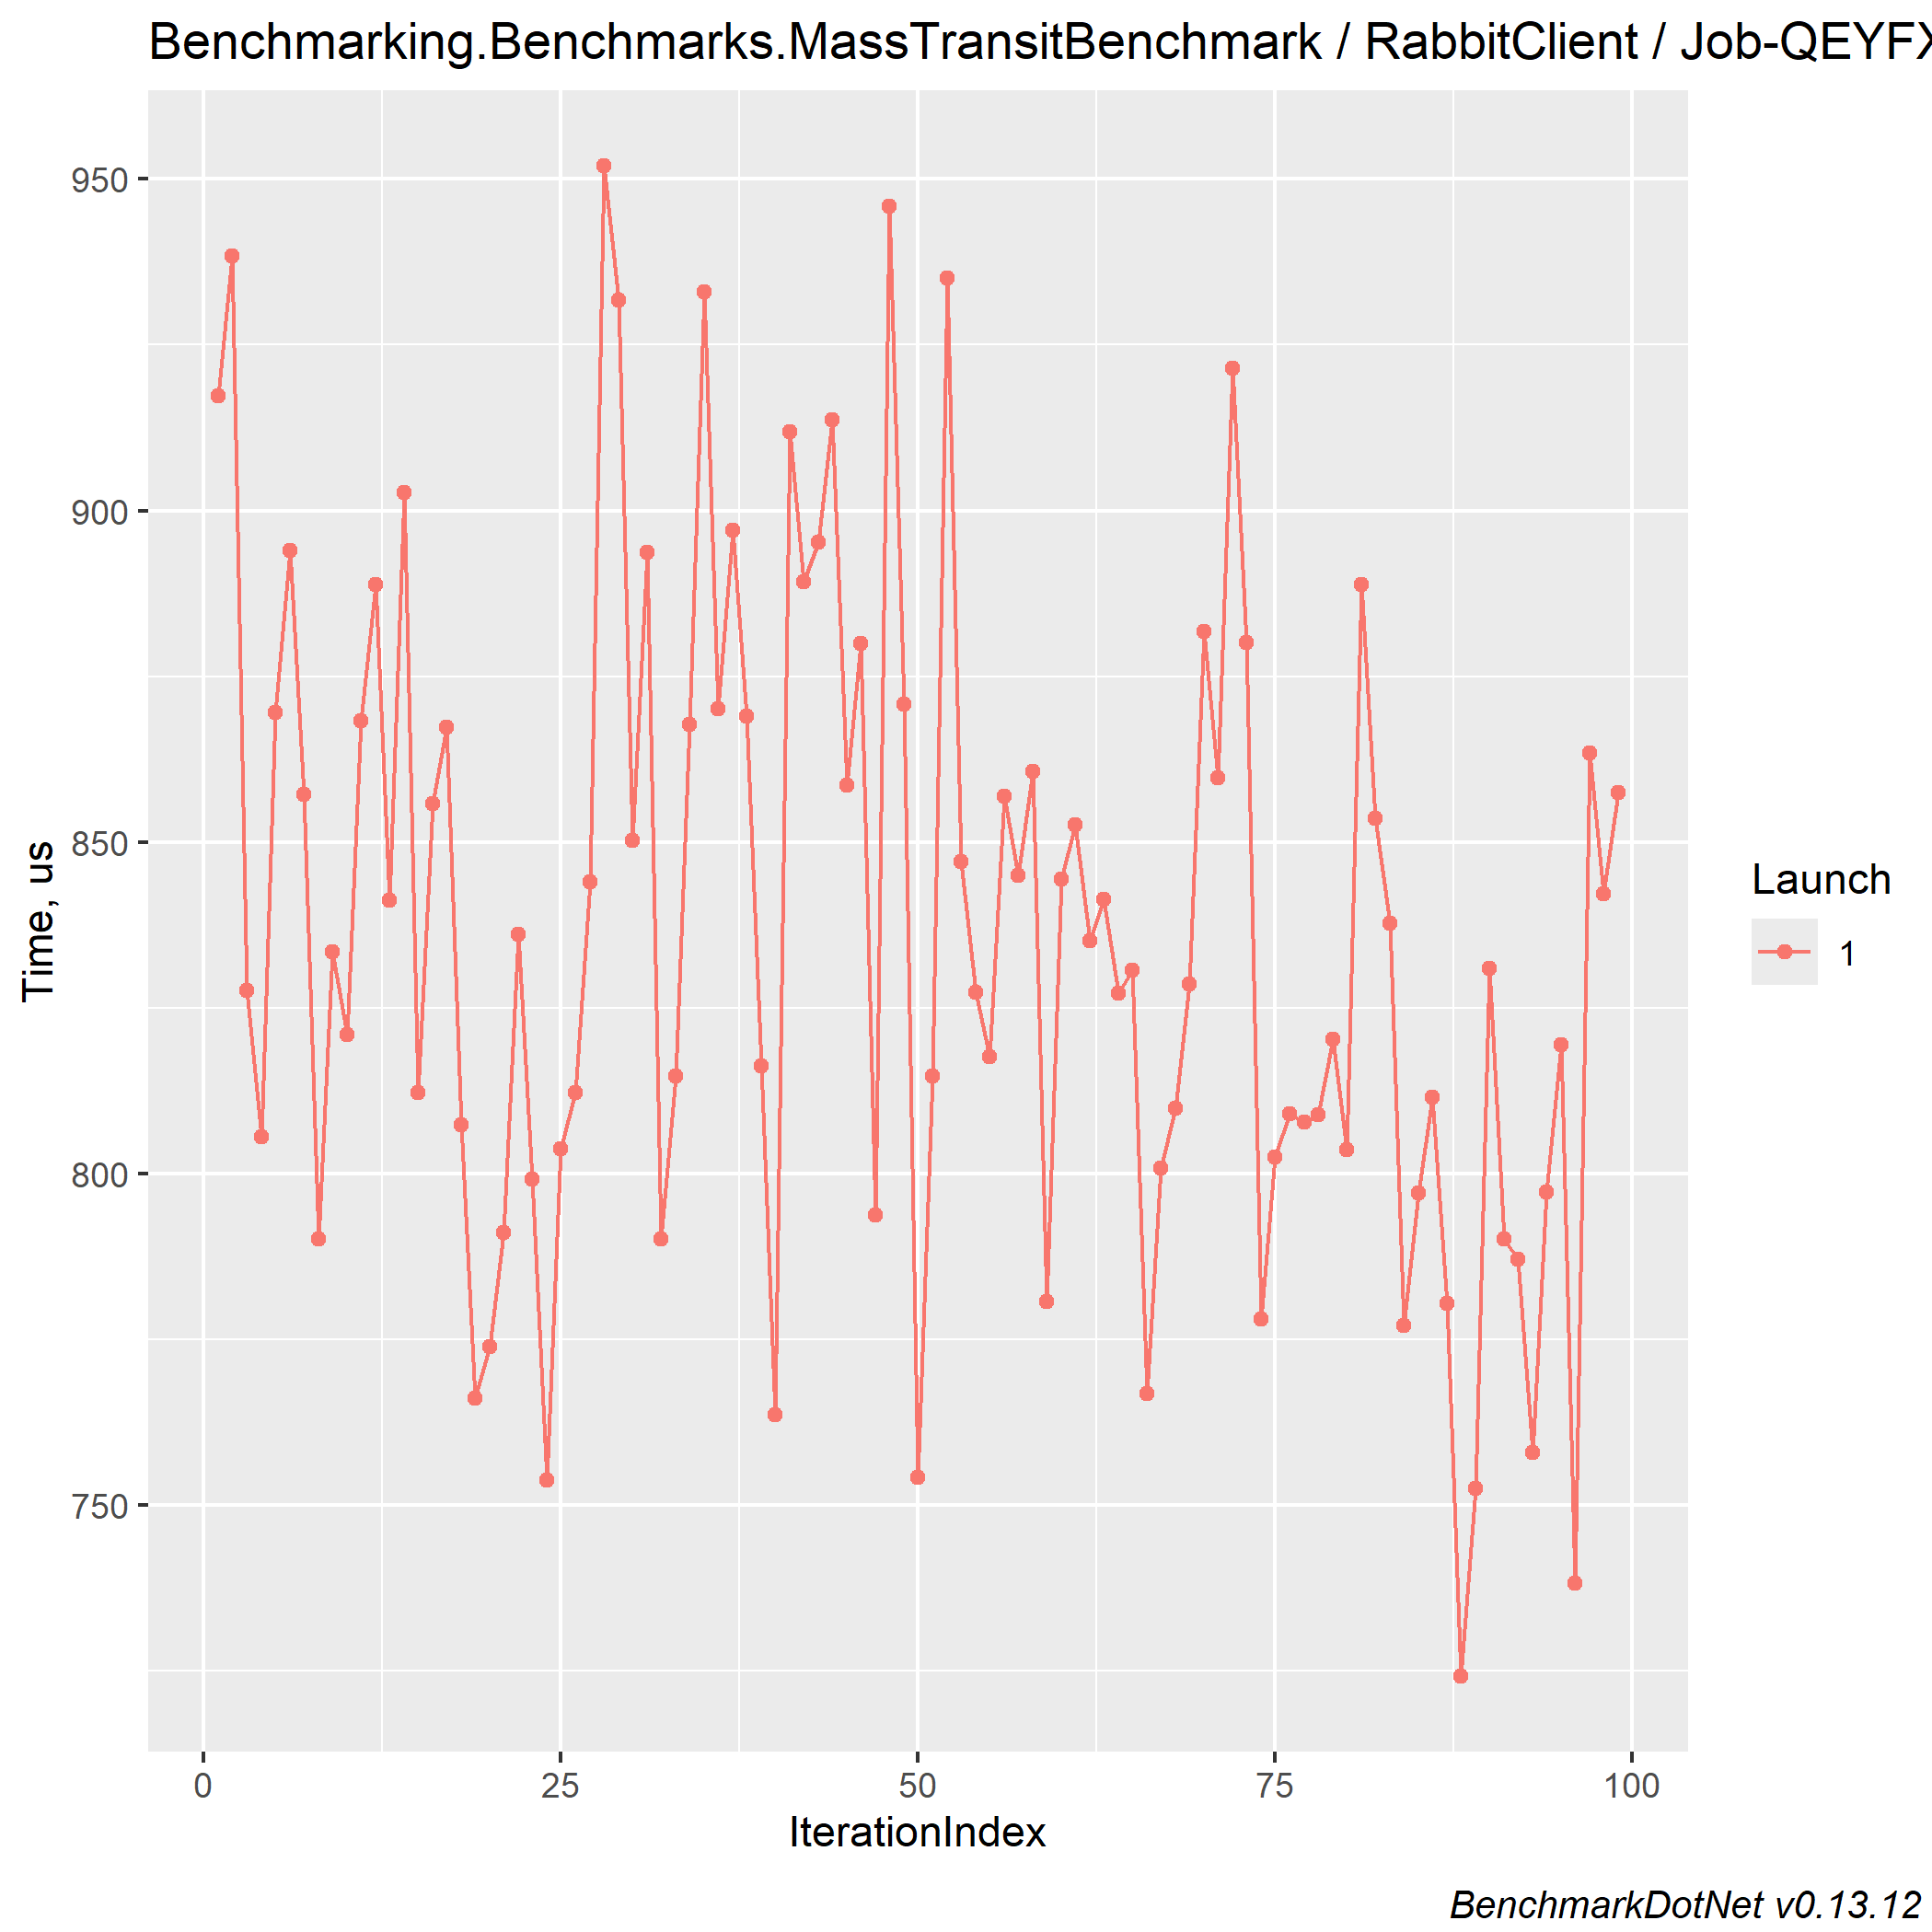 Benchmarking.Benchmarks.MassTransitBenchmark / RabbitClient / Job-QEYFX
950
900
850
800
750
Time, us
0 25 50 75 100
IterationIndex
Launch
1
BenchmarkDotNet v0.13.12